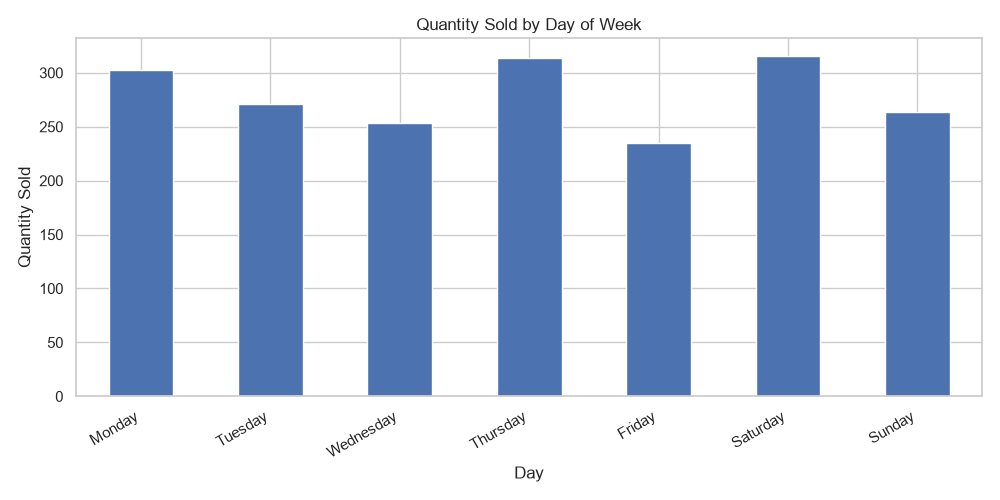 Quantity Sold by Day of Week
Quantity Sold
300
250
200
150
100
50
0
Monday
Tuesday
Wednesday
Thursday
Friday
Saturday
Sunday
Day